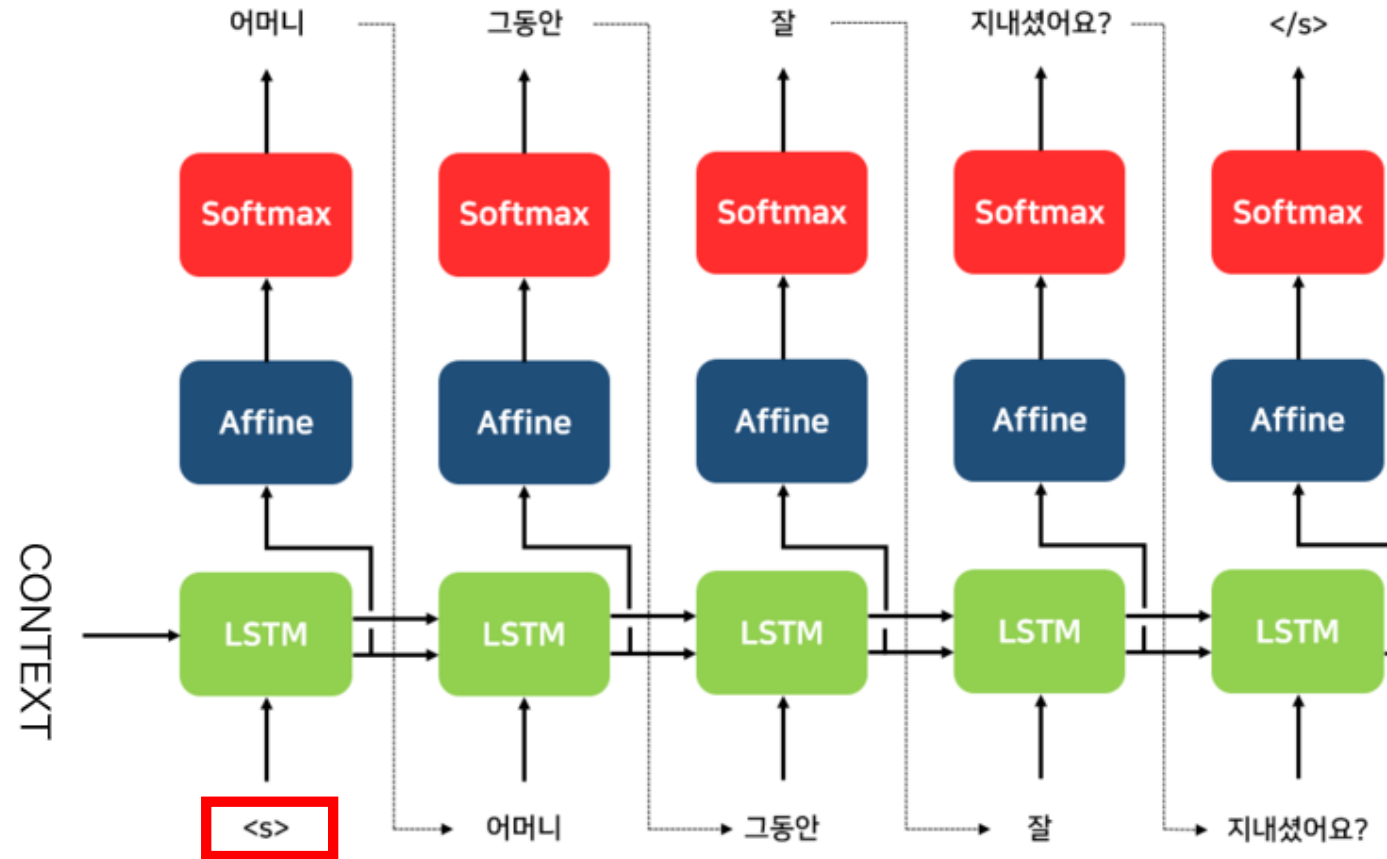 어머니 그동안 잘 지내셨어요? </s>
Softmax Softmax Softmax Softmax Softmax
Affine Affine Affine Affine Affine
CONTEXT
LSTM LSTM LSTM LSTM LSTM
<s> 어머니 그동안 잘 지내셨어요?